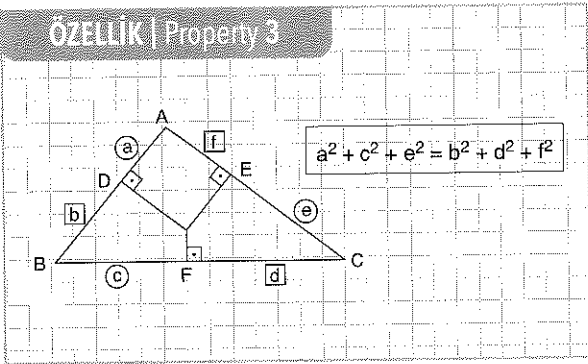 ÖZELLİK | Property 3
A
a f
D E
a² + c² + e² = b² + d² + f²
b e
B C
c F d